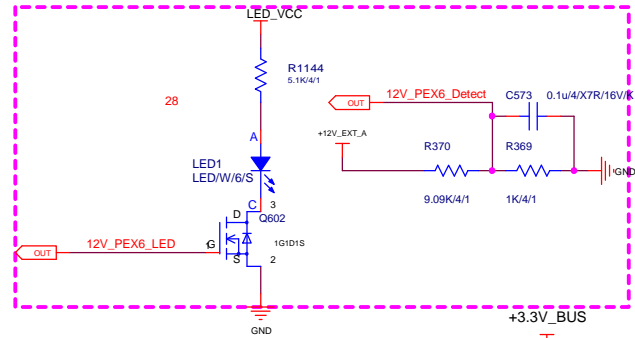 LED_VCC
R1144
5.1K/4/1
28
OUT
12V_PEX6_Detect
C573
0.1u/4/X7R/16V/K
+12V_EXT_A
A
R370
R369
GND
LED1
LED/W/6/S
9.09K/4/1
1K/4/1
C
3
D
Q602
12V_PEX6_LED
G
1G1D1S
OUT
S
2
GND
+3.3V_BUS